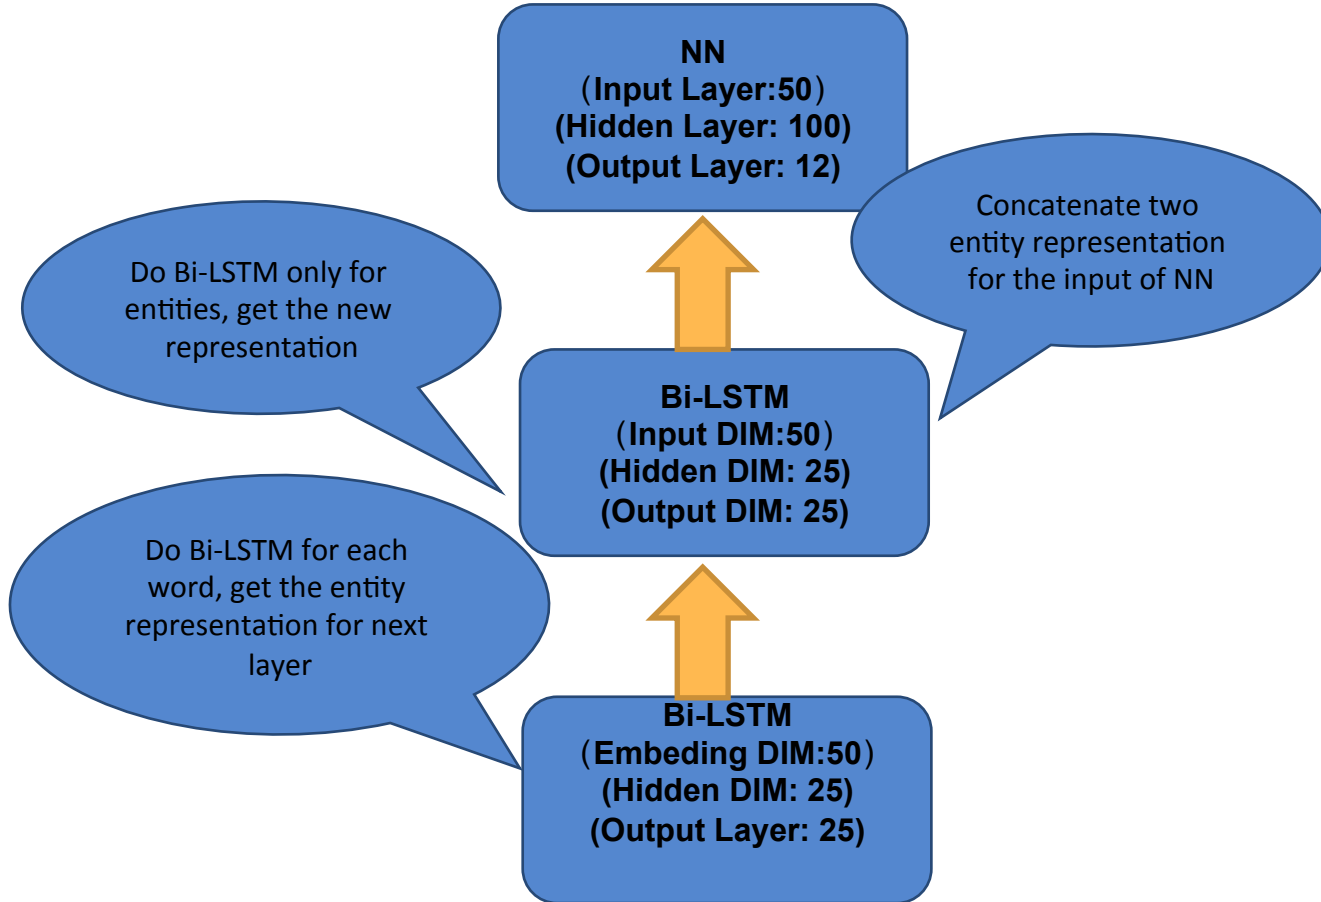 NN
（Input Layer:50）
(Hidden Layer: 100)
(Output Layer: 12)
Concatenate two
entity representation
for the input of NN
Do Bi-LSTM only for
entities, get the new
representation
Bi-LSTM
（Input DIM:50）
(Hidden DIM: 25)
(Output DIM: 25)
Do Bi-LSTM for each
word, get the entity
representation for next
layer
Bi-LSTM
（Embeding DIM:50）
(Hidden DIM: 25)
(Output Layer: 25)